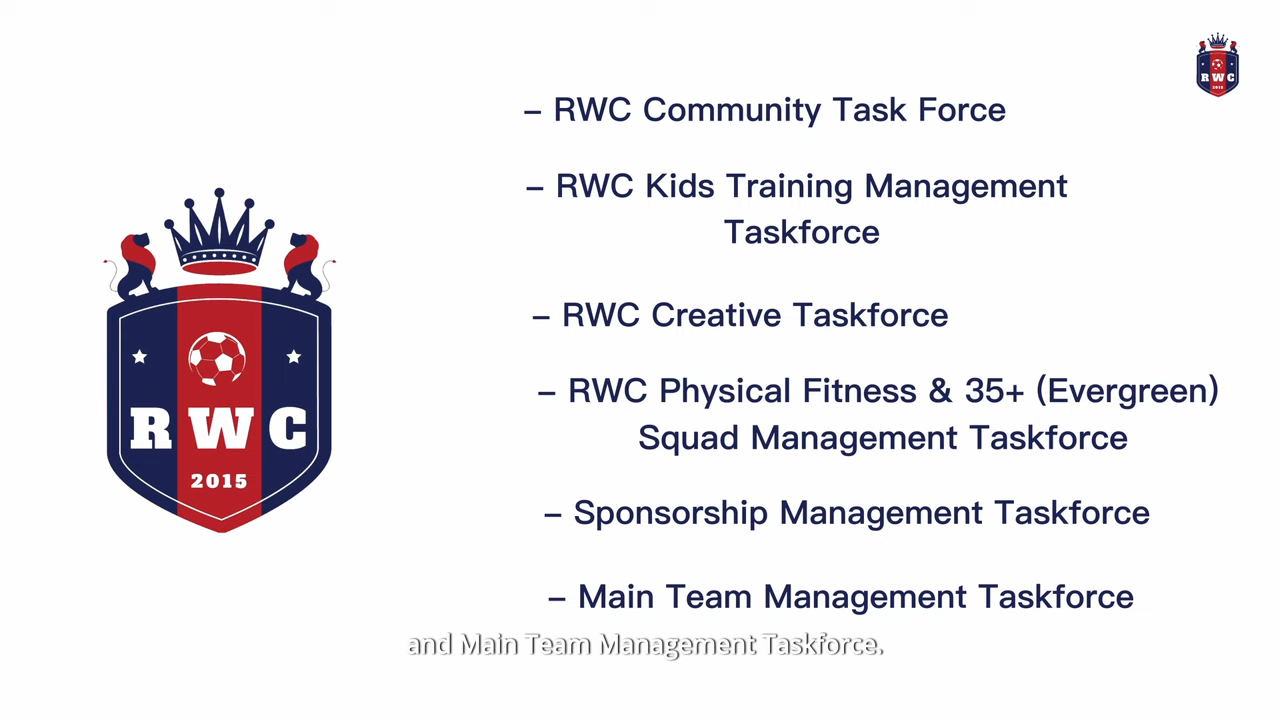 RWC
2015
– RWC Community Task Force
– RWC Kids Training Management
Taskforce
– RWC Creative Taskforce
– RWC Physical Fitness & 35+ (Evergreen)
Squad Management Taskforce
– Sponsorship Management Taskforce
– Main Team Management Taskforce
and Main Team Management Taskforce.
RWC
2015